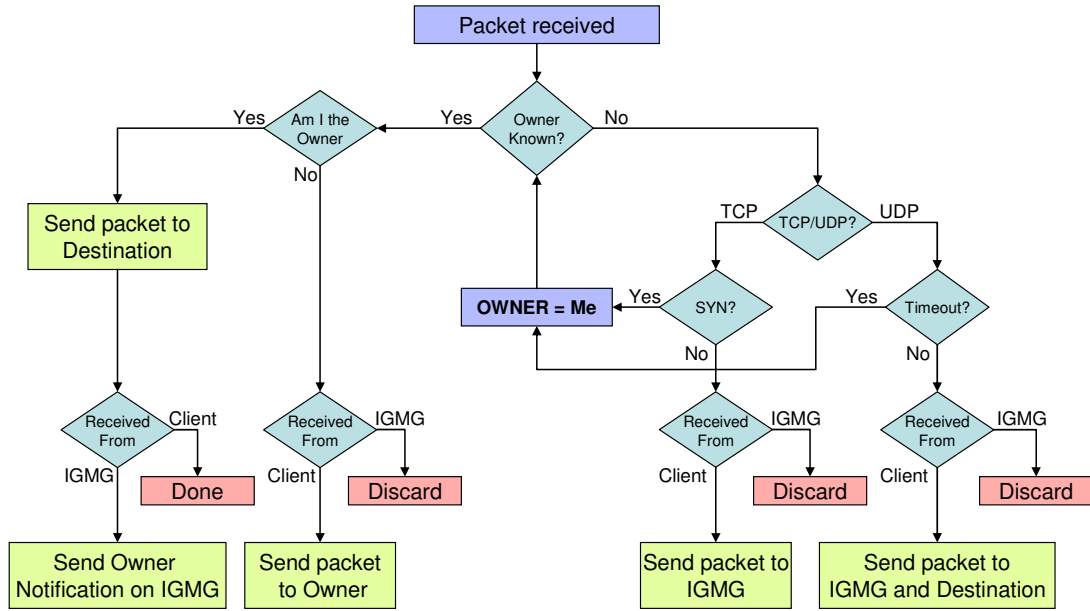 Packet received
Am I the
Owner
Yes
Yes
Owner
Known?
No
No
Send packet to
Destination
TCP
TCP/UDP?
UDP
OWNER = Me
Yes
SYN?
Yes
Timeout?
No
No
Received
From
Client
IGMG
Done
Received
From
IGMG
Client
Discard
Received
From
IGMG
Client
Discard
Received
From
IGMG
Client
Discard
Send Owner
Notification on IGMG
Send packet
to Owner
Send packet to
IGMG
Send packet to
IGMG and Destination